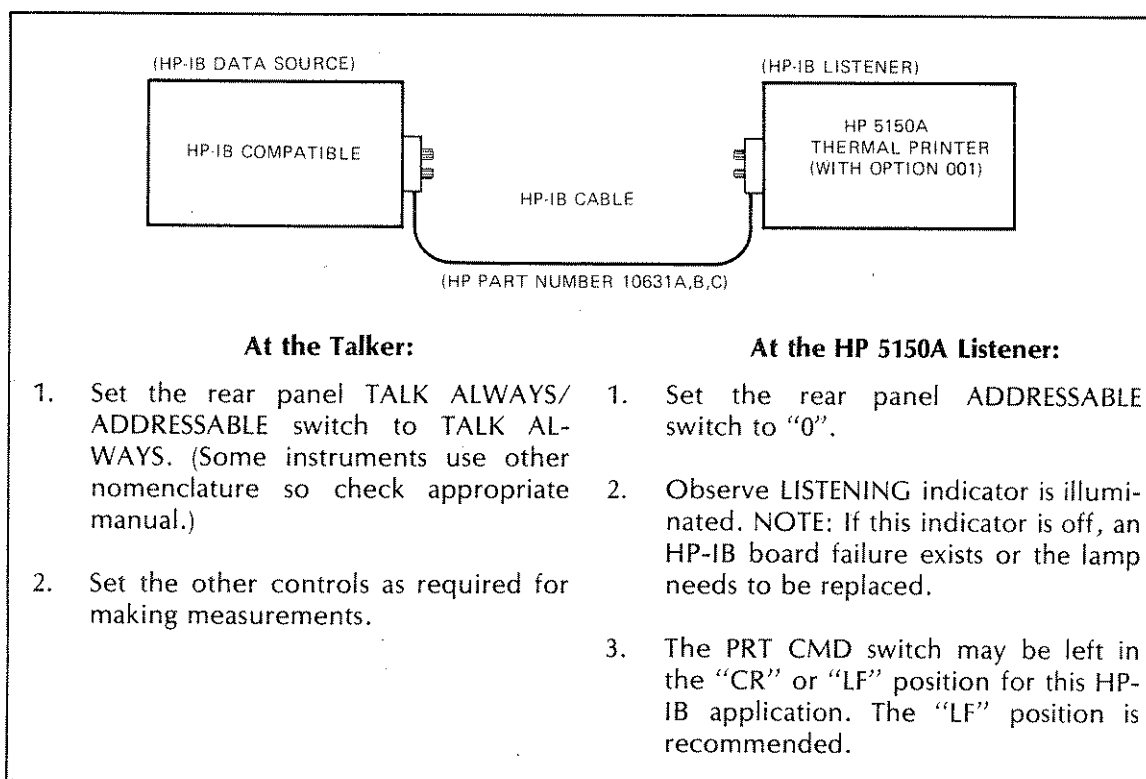 (HP-IB DATA SOURCE)
HP-IB COMPATIBLE
(HP-IB LISTENER)
HP 5150A
THERMAL PRINTER
(WITH OPTION 001)
HP-IB CABLE
(HP PART NUMBER 10631A,B,C)
At the Talker:
1. Set the rear panel TALK ALWAYS/
ADDRESSABLE switch to TALK AL-
WAYS. (Some instruments use other
nomenclature so check appropriate
manual.)
2. Set the other controls as required for
making measurements.
At the HP 5150A Listener:
1. Set the rear panel ADDRESSABLE
switch to “0”.
2. Observe LISTENING indicator is illumi-
nated. NOTE: If this indicator is off, an
HP-IB board failure exists or the lamp
needs to be replaced.
3. The PRT CMD switch may be left in
the “CR” or “LF” position for this HP-
IB application. The “LF” position is
recommended.